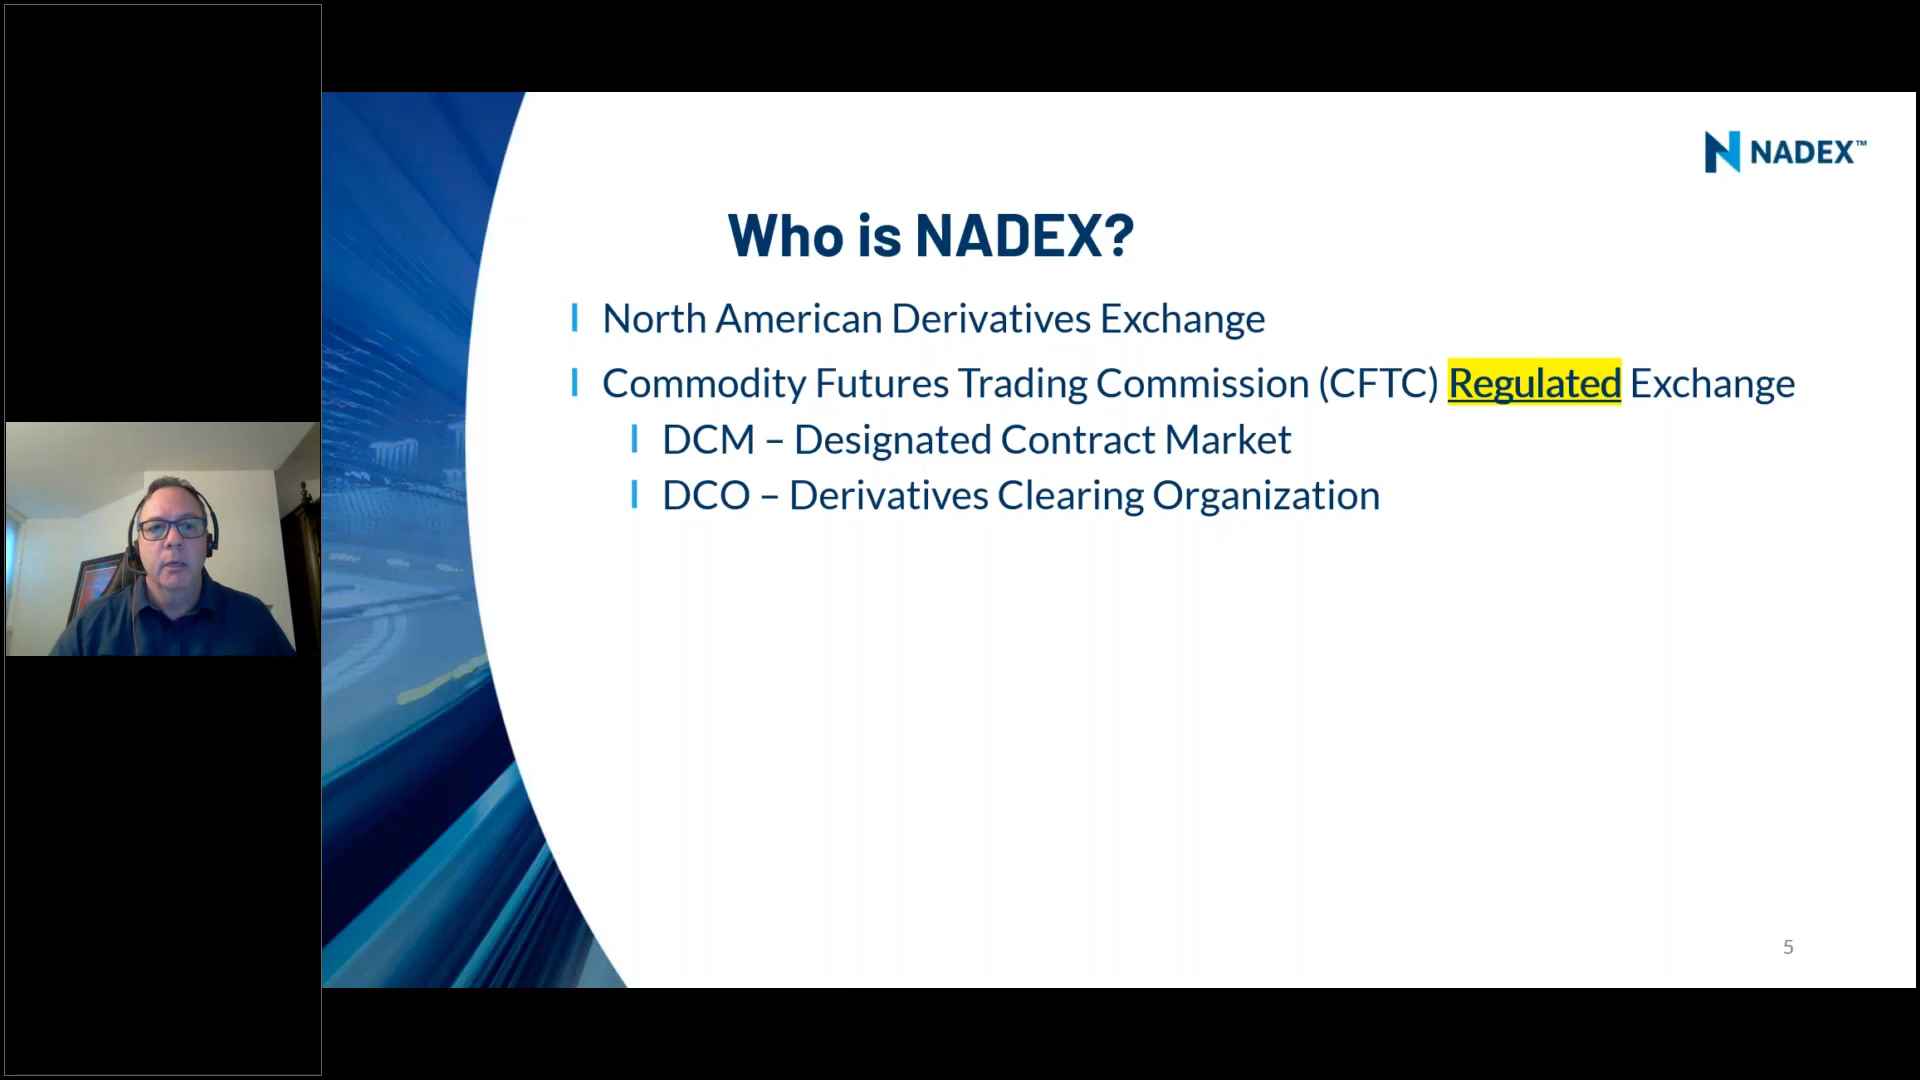 NADEX™
Who is NADEX?
North American Derivatives Exchange
Commodity Futures Trading Commission (CFTC) Regulated Exchange
DCM – Designated Contract Market
DCO – Derivatives Clearing Organization
5